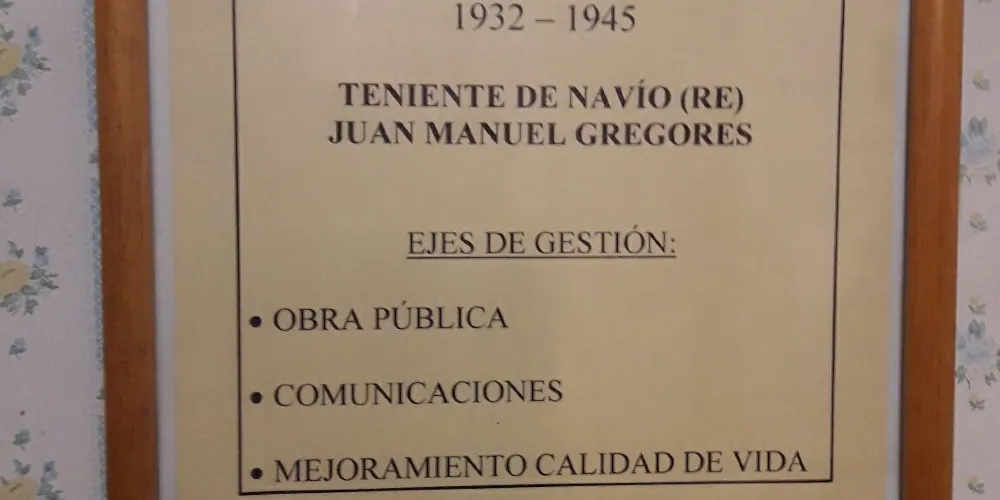 1932 – 1945
TENIENTE DE NAVÍO (RE)
JUAN MANUEL GREGORES
EJES DE GESTIÓN:
• OBRA PÚBLICA
• COMUNICACIONES
• MEJORAMIENTO CALIDAD DE VIDA